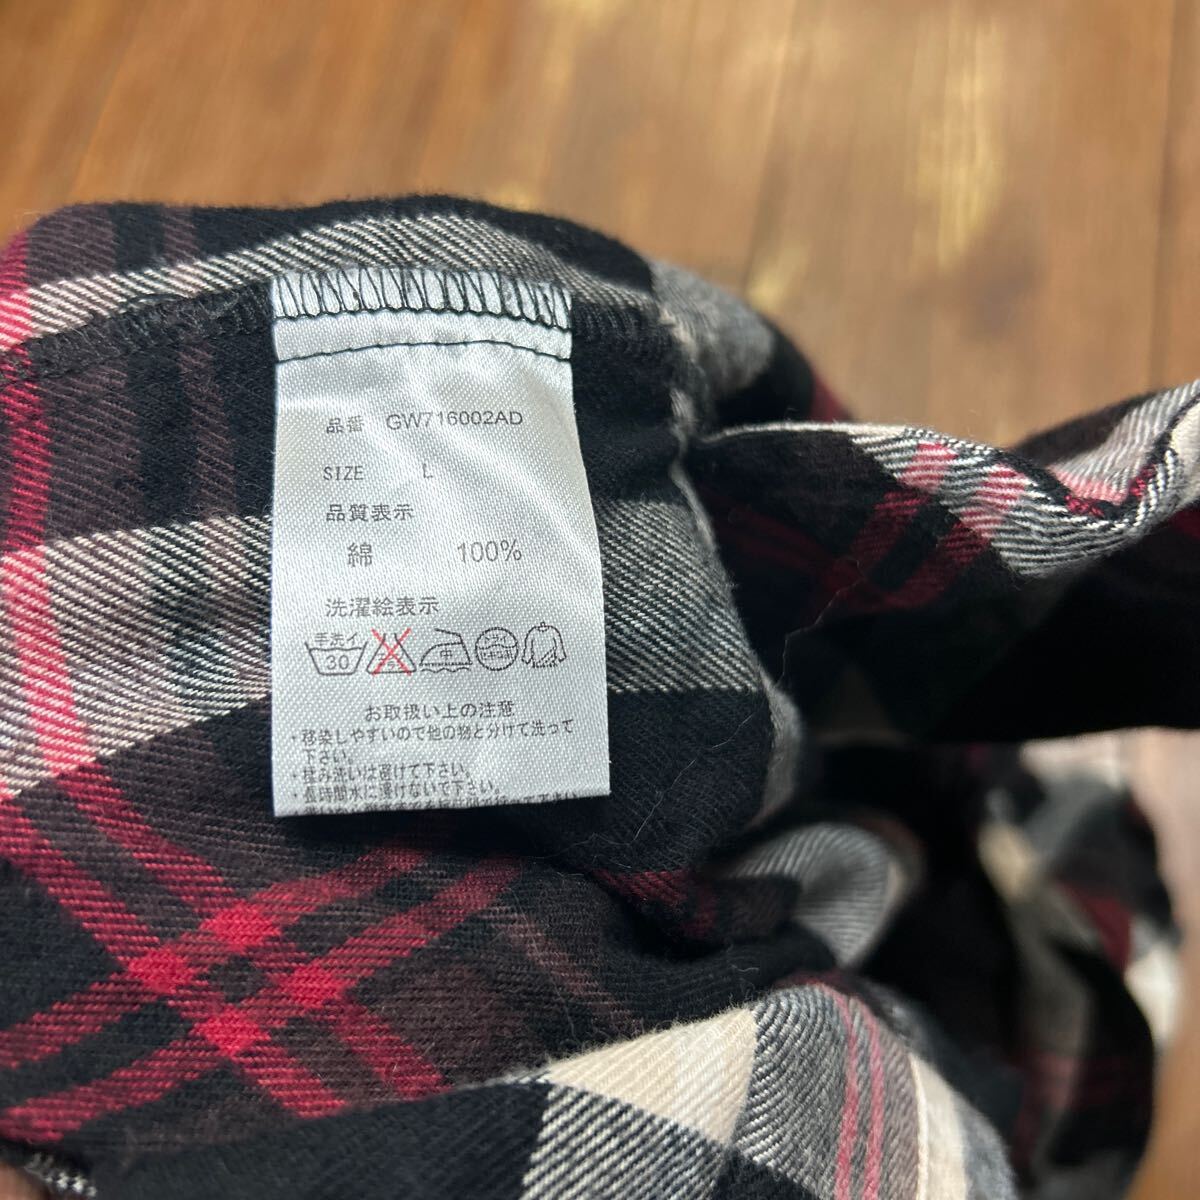 品番 GW716002AD
SIZE L
品質表示
綿 100%
洗濯絵表示
手洗イ
30
中
お取扱い上の注意
・移染しやすいので他の物と分けて洗って
下さい。
・揉み洗いは避けて下さい。
・長時間水に浸けないで下さい。